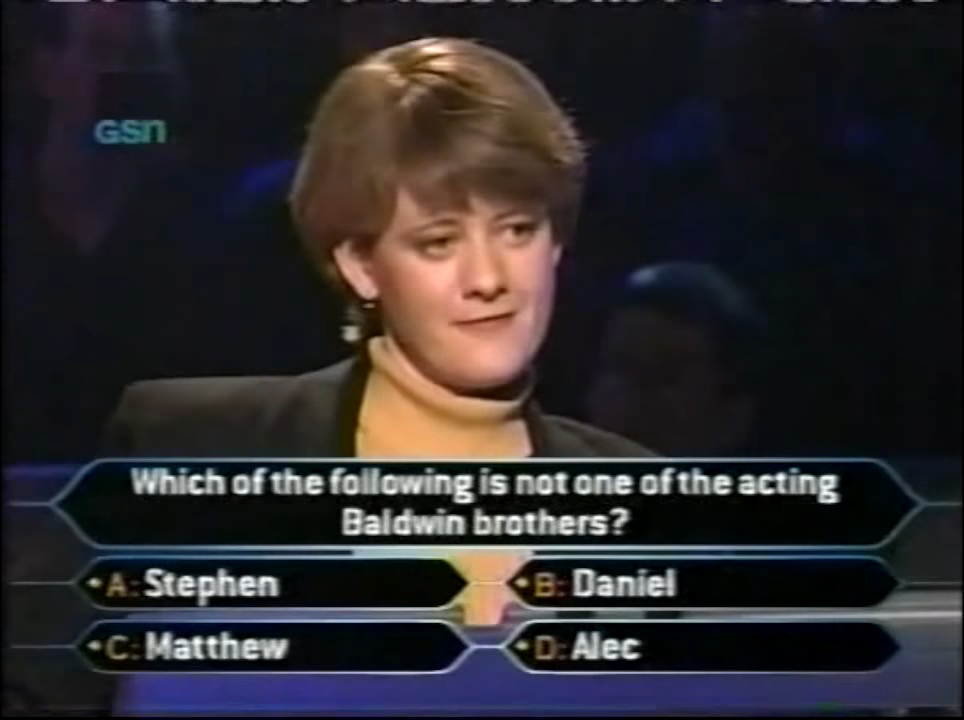 GSN
Which of the following is not one of the acting
Baldwin brothers?
A: Stephen
B: Daniel
C: Matthew
D: Alec